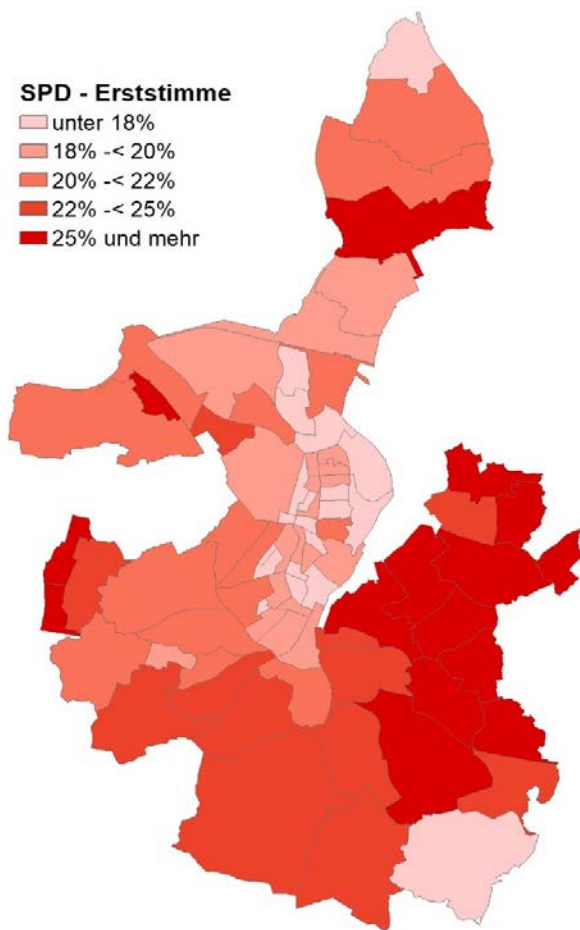 SPD - Erststimme
unter 18%
18% -< 20%
20% -< 22%
22% -< 25%
25% und mehr